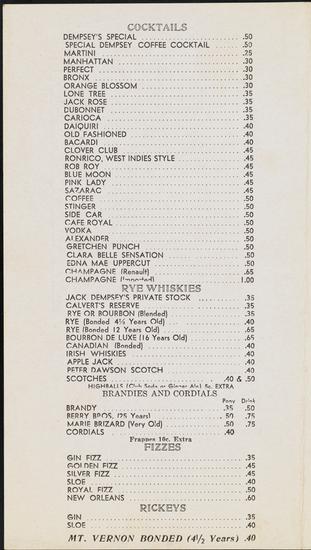 COCKTAILS
DEMPSEY'S SPECIAL .50
SPECIAL DEMPSEY COFFEE COCKTAIL .50
MARTINI .25
MANHATTAN .30
PERFECT .30
BRONX .30
ORANGE BLOSSOM .30
LONE TREE .35
JACK ROSE .35
DUBONNET .35
CARIOCA .35
DAIQUIRI .40
OLD FASHIONED .40
BACARDI .40
CLOVER CLUB .45
RONRICO, WEST INDIES STYLE .45
ROB ROY .45
BLUE MOON .45
PINK LADY .45
SAZARAC .45
COFFEE .50
STINGER .50
SIDE CAR .50
CAFE ROYAL .50
VODKA .50
ALEXANDER .50
GRETCHEN PUNCH .50
CLARA BELLE SENSATION .50
EDNA MAE UPPERCUT .50
CHAMPAGNE (Renault) .65
CHAMPAGNE (Imported) 1.00
RYE WHISKIES
JACK DEMPSEY'S PRIVATE STOCK .35
CALVERT'S RESERVE .35
RYE OR BOURBON (Blended) .35
RYE (Bonded 4½ Years Old) .40
RYE (Bonded 12 Years Old) .65
BOURBON DE LUXE (16 Years Old) .65
CANADIAN (Bonded) .40
IRISH WHISKIES .40
APPLE JACK .40
PETER DAWSON SCOTCH .40
SCOTCHES .40 & .50
HIGHBALLS (Club Soda or Ginger Ale) 5c. EXTRA
BRANDIES AND CORDIALS
Pony Drink
BRANDY .35 .50
BERRY BROS. (25 Years) .50 .75
MARIE BRIZARD (Very Old) .50 .75
CORDIALS .40
Frappes 10c. Extra
FIZZES
GIN FIZZ .35
GOLDEN FIZZ .45
SILVER FIZZ .45
SLOE .40
ROYAL FIZZ .50
NEW ORLEANS .60
RICKEYS
GIN .35
SLOE .40
MT. VERNON BONDED (4½ Years) .40